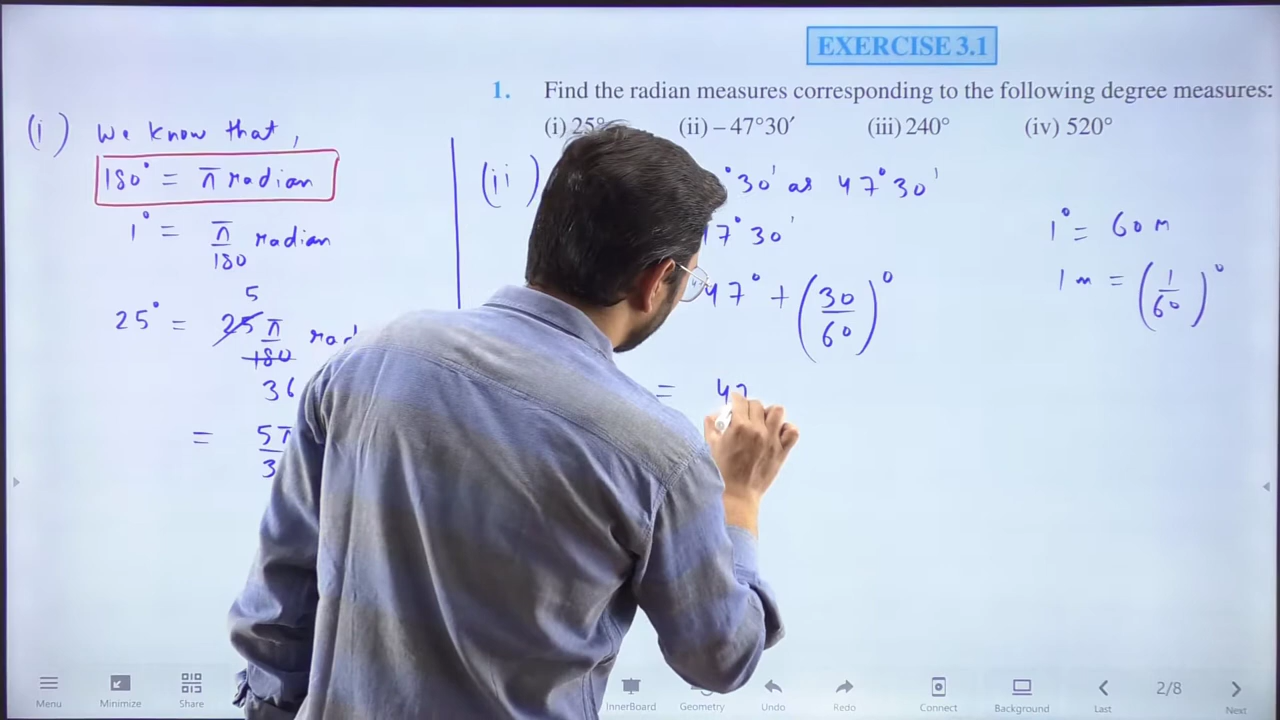 EXERCISE 3.1
1. Find the radian measures corresponding to the following degree measures:
(i) 25° (ii) – 47°30′ (iii) 240° (iv) 520°
(i) We know that,
180° = π radian
1° = π/180 radian
5
25° = 25π/180
36
= 5π
(ii)
°30' as 47°30'
47°30'
47° + (30/60)°
= 47
1° = 60 m
1 m = (1/60)°
Menu
Minimize
Share
InnerBoard
Geometry
Undo
Redo
Connect
Background
Last
2/8
Next